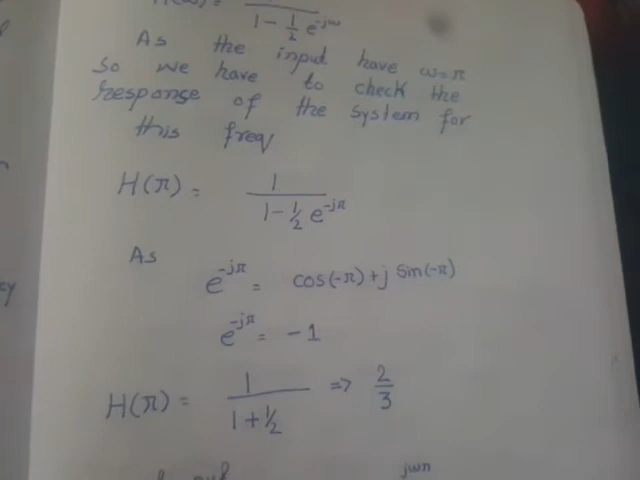 1 - 1/2 e^-jω
As the input have ω=π
So we have to check the
response of the system for
this freq
H(π) = 1 / (1 - 1/2 e^-jπ)
As
e^-jπ = cos(-π) + j sin(-π)
e^-jπ = -1
H(π) = 1 / (1 + 1/2) => 2/3